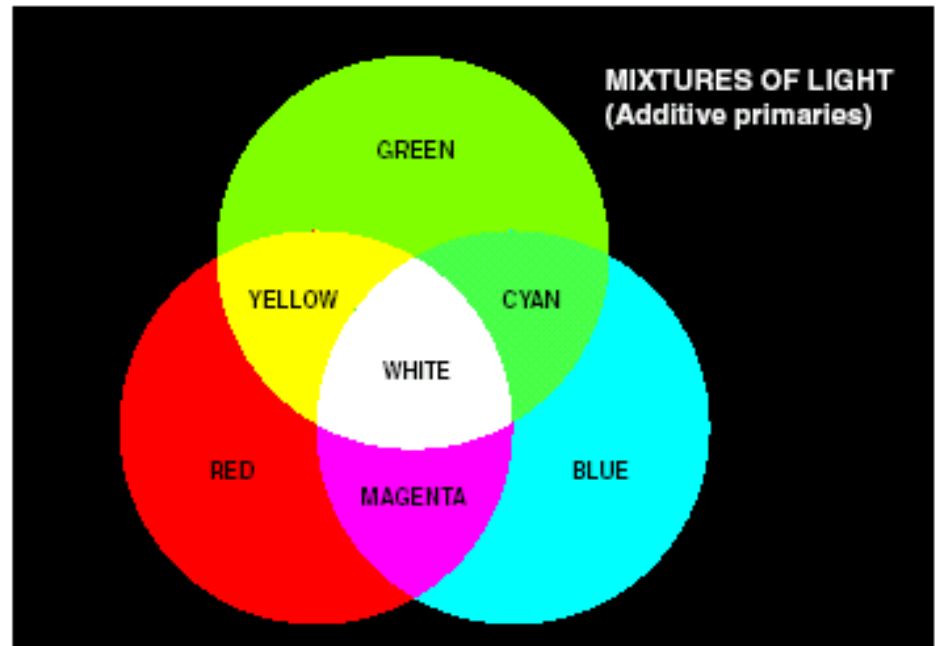 MIXTURES OF LIGHT
(Additive primaries)
GREEN
YELLOW
CYAN
WHITE
RED
BLUE
MAGENTA